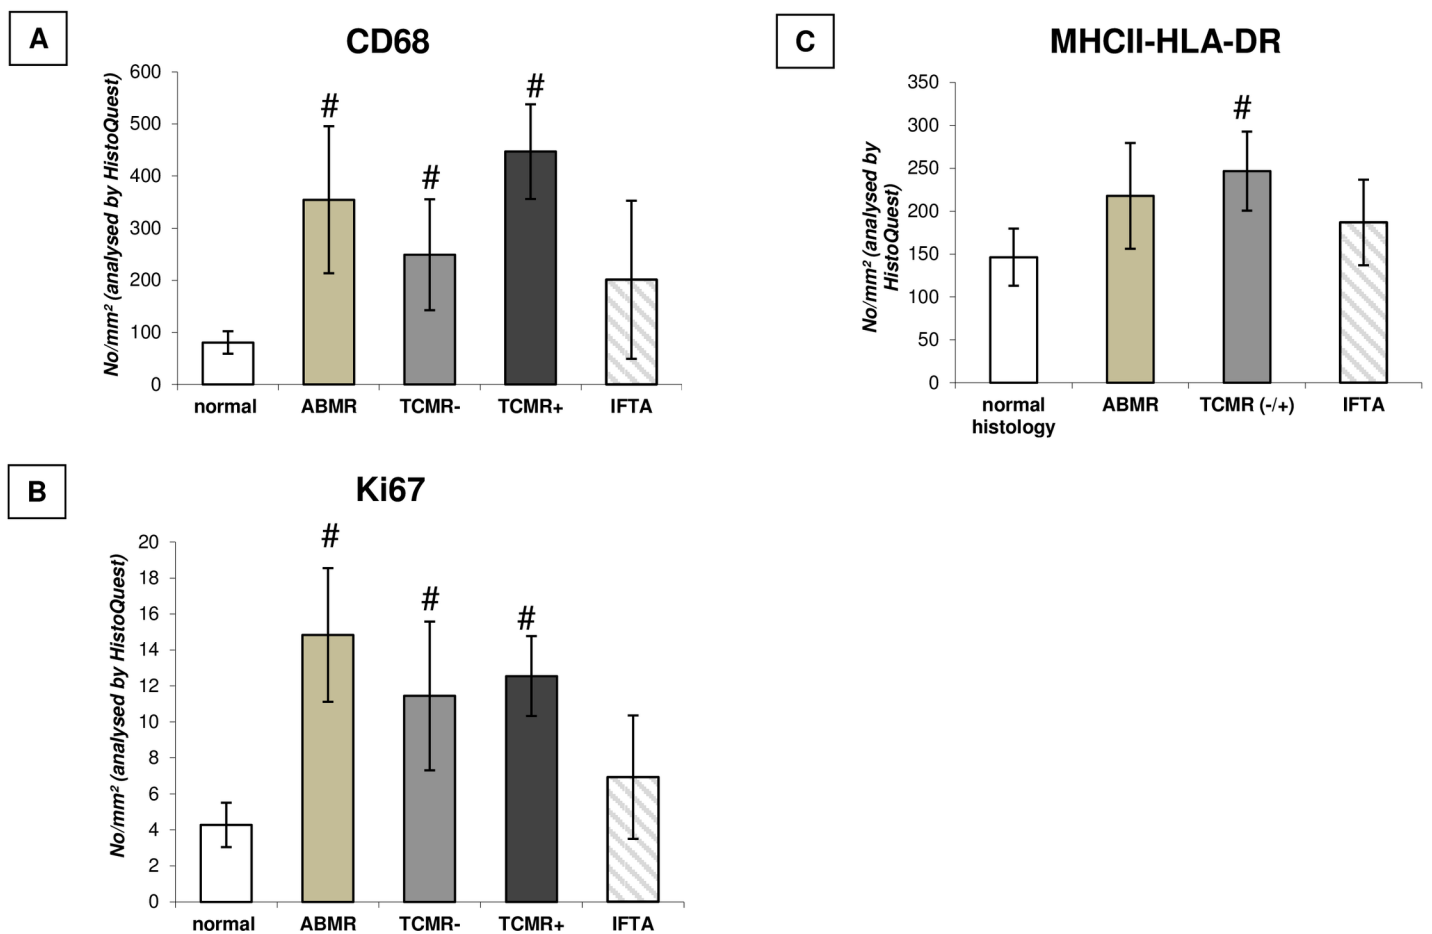 A
CD68
No/mm² (analysed by HistoQuest)
600
500
400
300
200
100
0
#
#
#
normal
ABMR
TCMR-
TCMR+
IFTA
B
Ki67
No/mm² (analysed by HistoQuest)
20
18
16
14
12
10
8
6
4
2
0
#
#
#
normal
ABMR
TCMR-
TCMR+
IFTA
C
MHCII-HLA-DR
No/mm² (analysed by
HistoQuest)
350
300
250
200
150
100
50
0
#
normal
histology
ABMR
TCMR (-/+)
IFTA